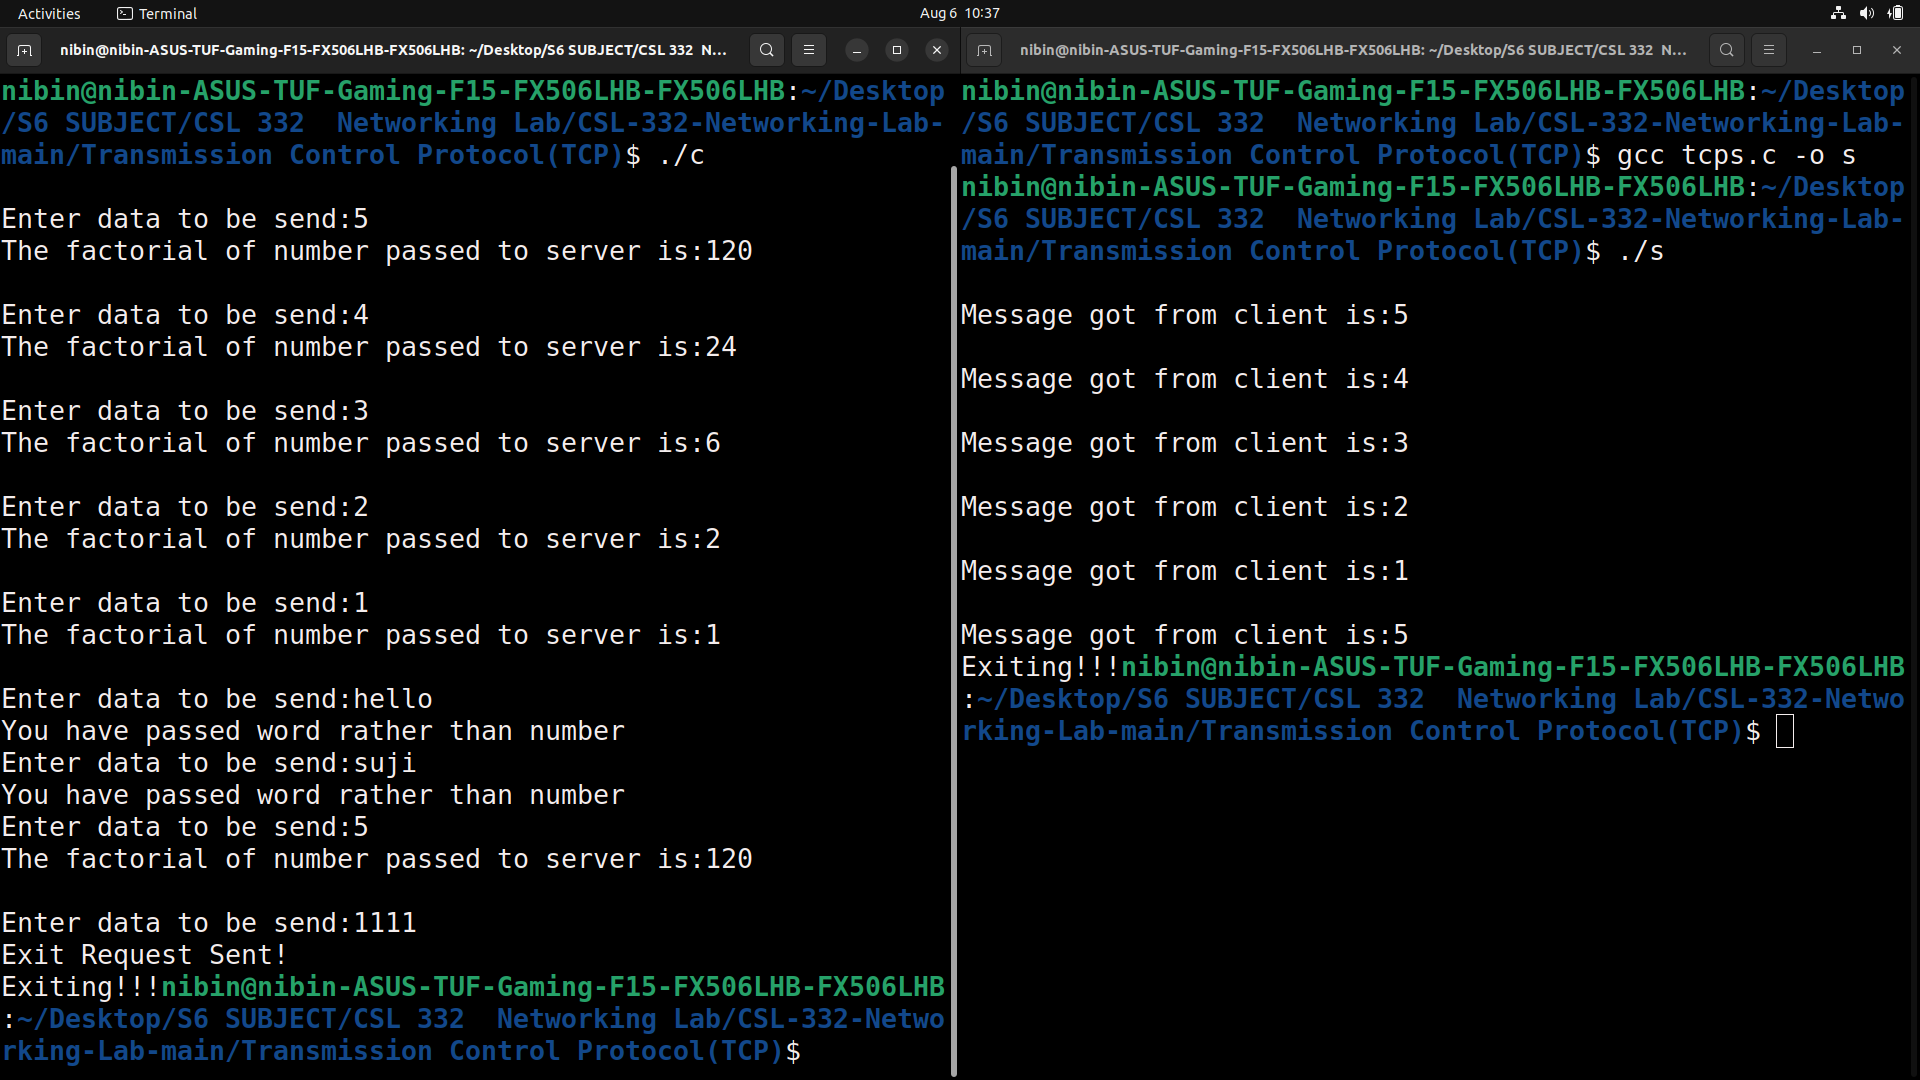 Activities Terminal Aug 6 10:37
nibin@nibin-ASUS-TUF-Gaming-F15-FX506LHB-FX506LHB: ~/Desktop/S6 SUBJECT/CSL 332  N...
nibin@nibin-ASUS-TUF-Gaming-F15-FX506LHB-FX506LHB:~/Desktop
/S6 SUBJECT/CSL 332  Networking Lab/CSL-332-Networking-Lab-
main/Transmission Control Protocol(TCP)$ ./c
Enter data to be send:5
The factorial of number passed to server is:120
Enter data to be send:4
The factorial of number passed to server is:24
Enter data to be send:3
The factorial of number passed to server is:6
Enter data to be send:2
The factorial of number passed to server is:2
Enter data to be send:1
The factorial of number passed to server is:1
Enter data to be send:hello
You have passed word rather than number
Enter data to be send:suji
You have passed word rather than number
Enter data to be send:5
The factorial of number passed to server is:120
Enter data to be send:1111
Exit Request Sent!
Exiting!!!nibin@nibin-ASUS-TUF-Gaming-F15-FX506LHB-FX506LHB
:~/Desktop/S6 SUBJECT/CSL 332  Networking Lab/CSL-332-Netwo
rking-Lab-main/Transmission Control Protocol(TCP)$
nibin@nibin-ASUS-TUF-Gaming-F15-FX506LHB-FX506LHB: ~/Desktop/S6 SUBJECT/CSL 332  N...
nibin@nibin-ASUS-TUF-Gaming-F15-FX506LHB-FX506LHB:~/Desktop
/S6 SUBJECT/CSL 332  Networking Lab/CSL-332-Networking-Lab-
main/Transmission Control Protocol(TCP)$ gcc tcps.c -o s
nibin@nibin-ASUS-TUF-Gaming-F15-FX506LHB-FX506LHB:~/Desktop
/S6 SUBJECT/CSL 332  Networking Lab/CSL-332-Networking-Lab-
main/Transmission Control Protocol(TCP)$ ./s
Message got from client is:5
Message got from client is:4
Message got from client is:3
Message got from client is:2
Message got from client is:1
Message got from client is:5
Exiting!!!nibin@nibin-ASUS-TUF-Gaming-F15-FX506LHB-FX506LHB
:~/Desktop/S6 SUBJECT/CSL 332  Networking Lab/CSL-332-Netwo
rking-Lab-main/Transmission Control Protocol(TCP)$